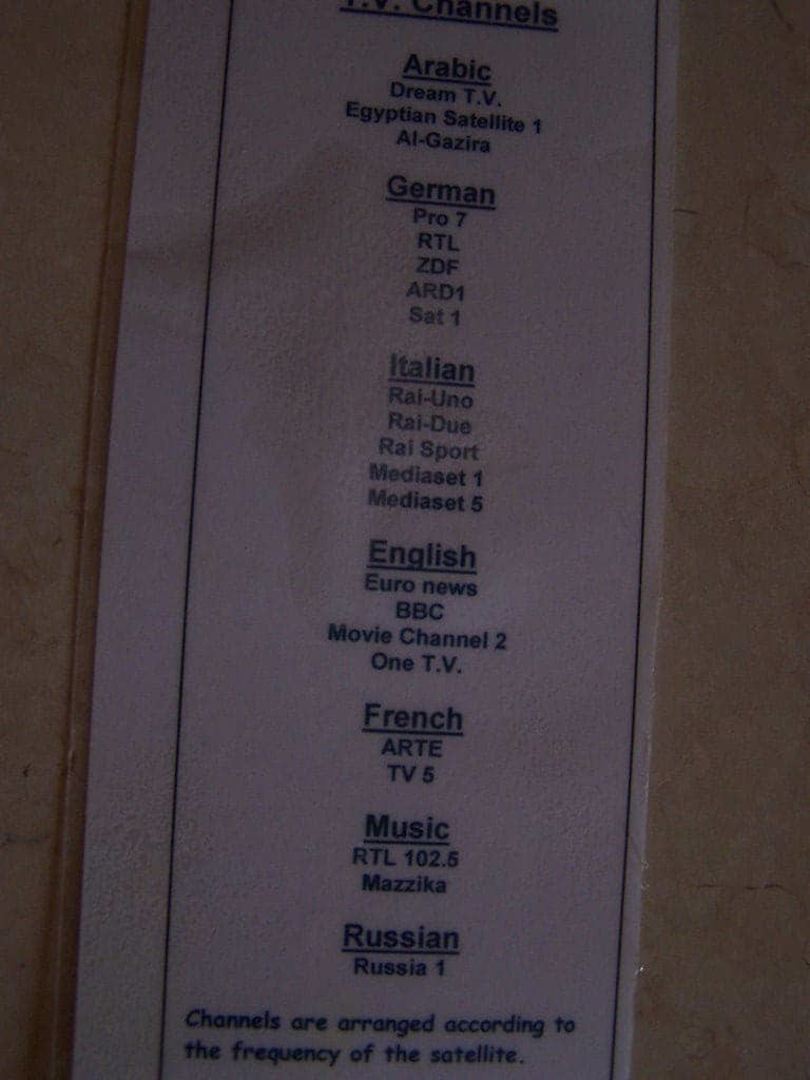 T.V. Channels
Arabic
Dream T.V.
Egyptian Satellite 1
Al-Gazira
German
Pro 7
RTL
ZDF
ARD1
Sat 1
Italian
Rai-Uno
Rai-Due
Rai Sport
Mediaset 1
Mediaset 5
English
Euro news
BBC
Movie Channel 2
One T.V.
French
ARTE
TV 5
Music
RTL 102.5
Mazzika
Russian
Russia 1
Channels are arranged according to
the frequency of the satellite.